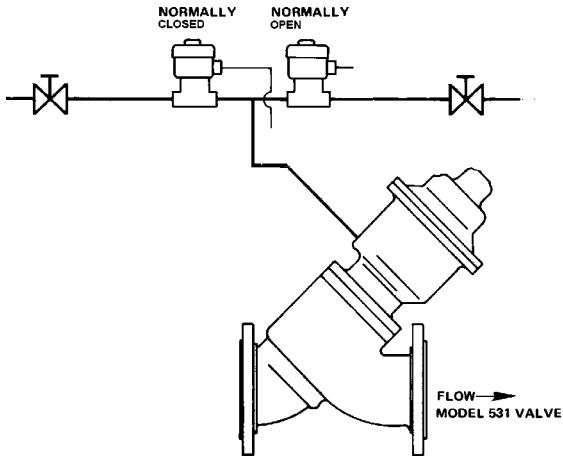 NORMALLY
CLOSED
NORMALLY
OPEN
FLOW
MODEL 531 VALVE